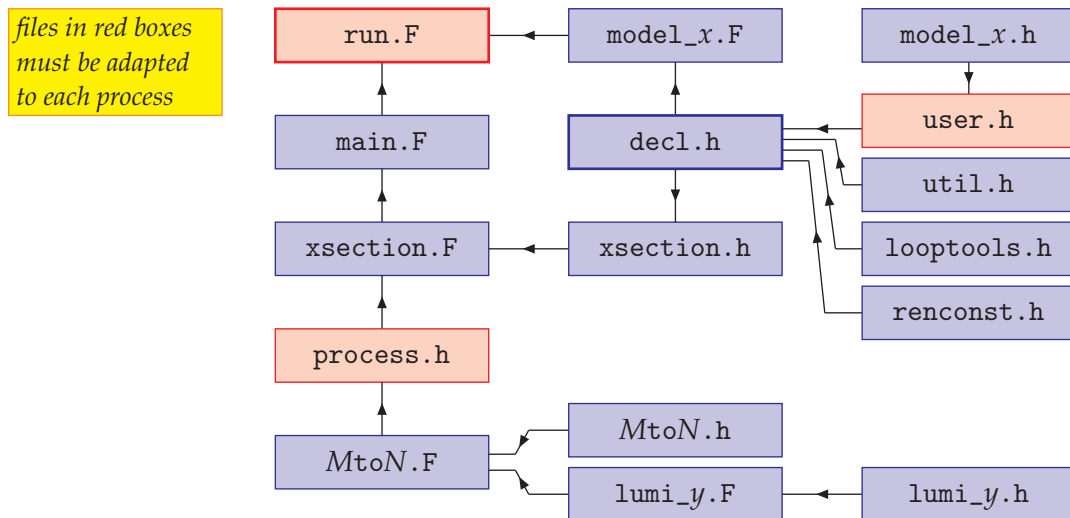 files in red boxes
must be adapted
to each process
run.F
model_x.F
model_x.h
main.F
decl.h
user.h
util.h
xsection.F
xsection.h
looptools.h
renconst.h
process.h
MtoN.F
MtoN.h
lumi_y.F
lumi_y.h